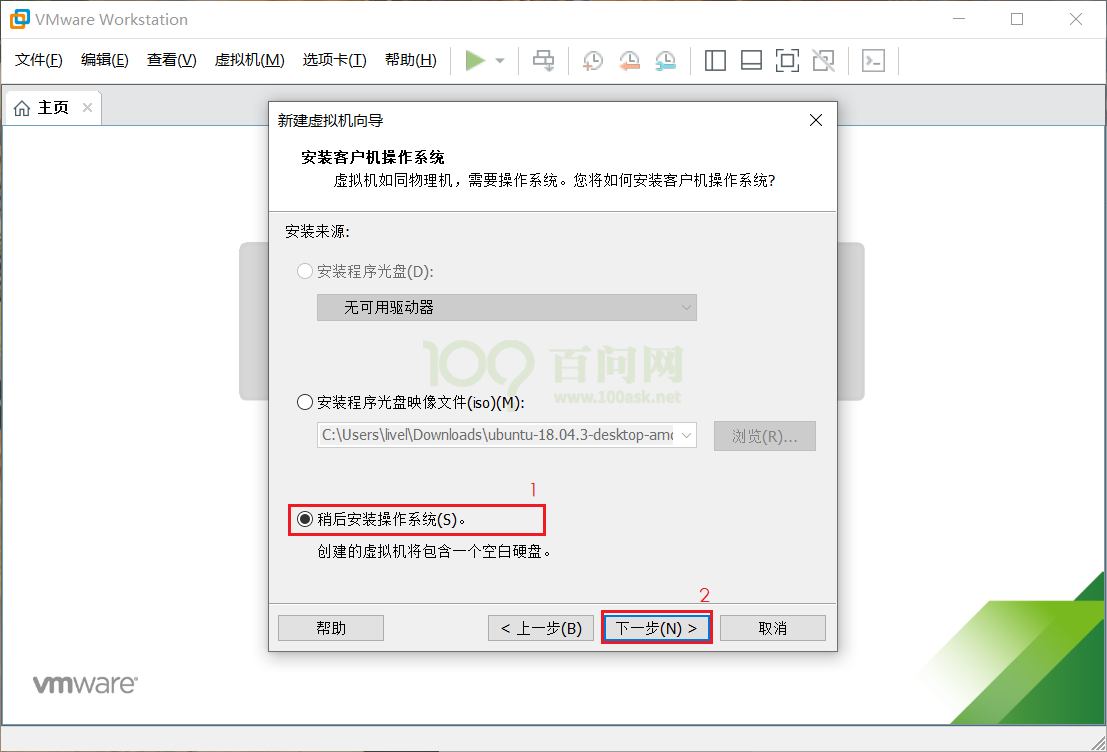 VMware Workstation
文件(F) 编辑(E) 查看(V) 虚拟机(M) 选项卡(T) 帮助(H)
主页
新建虚拟机向导
安装客户机操作系统
虚拟机如同物理机，需要操作系统。您将如何安装客户机操作系统?
安装来源:
安装程序光盘(D):
无可用驱动器
100 百问网
www.100ask.net
安装程序光盘映像文件(iso)(M):
C:\Users\livel\Downloads\ubuntu-18.04.3-desktop-amd 浏览(R)...
1
稍后安装操作系统(S)。
创建的虚拟机将包含一个空白硬盘。
2
帮助 < 上一步(B) 下一步(N) > 取消
vmware